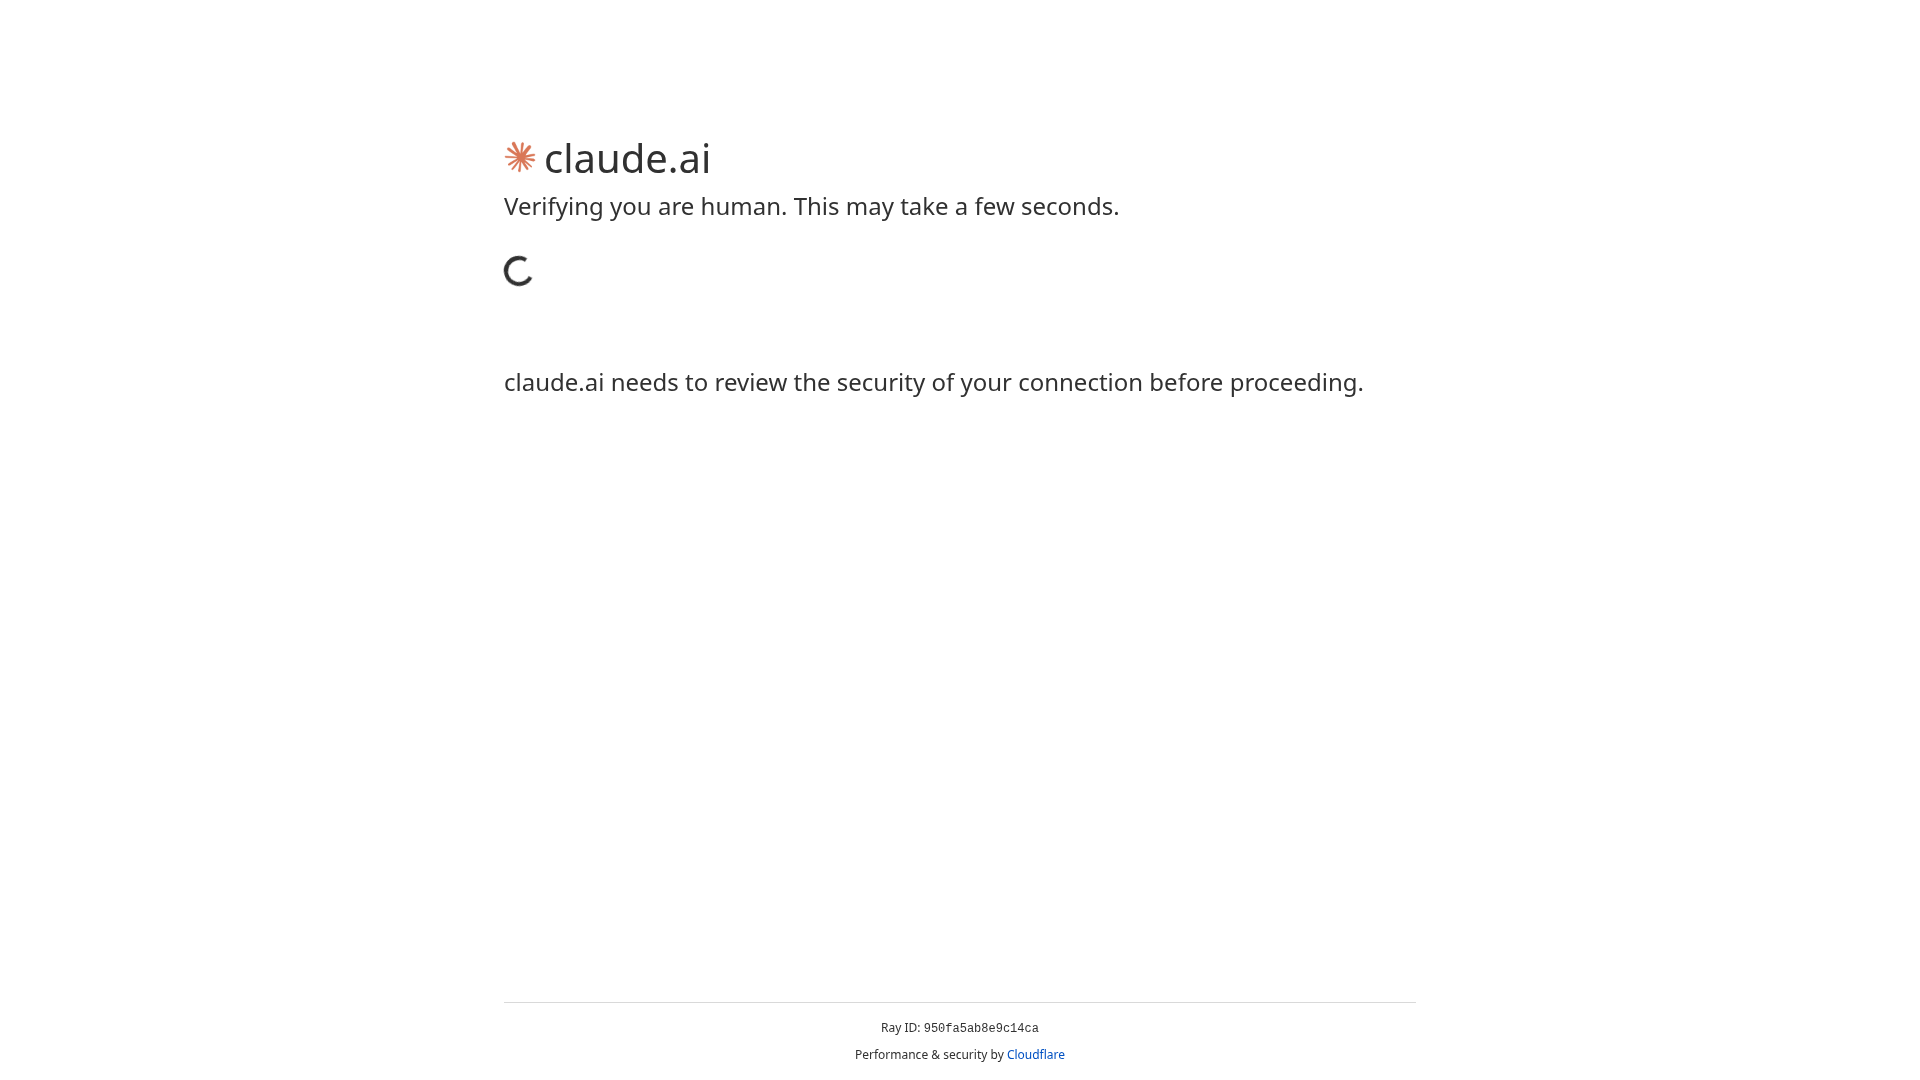 claude.ai
Verifying you are human. This may take a few seconds.
claude.ai needs to review the security of your connection before proceeding.
Ray ID: 950fa5ab8e9c14ca
Performance & security by Cloudflare